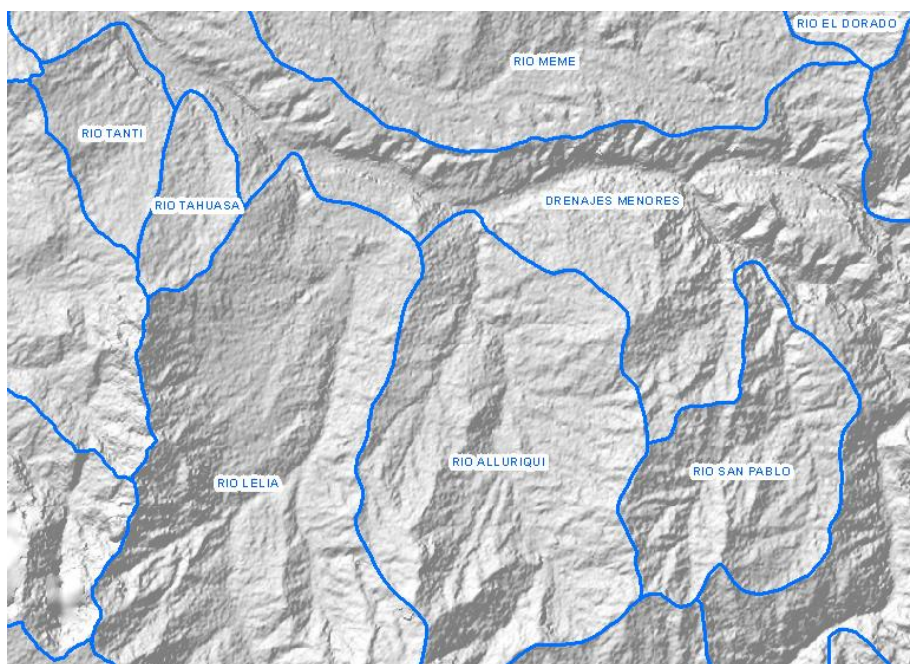 RIO EL DORADO
RIO MEME
RIO TANTI
RIO TAHUASA
DRENAJES MENORES
RIO ALLURIQUI
RIO SAN PABLO
RIO LELIA